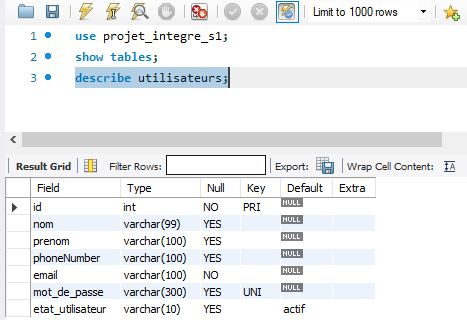 Limit to 1000 rows
1 use projet_integre_s1;
2 show tables;
3 describe utilisateurs;
Result Grid Filter Rows: Export: Wrap Cell Content: IA
Field Type Null Key Default Extra
id int NO PRI NULL
nom varchar(99) YES NULL
prenom varchar(100) YES NULL
phoneNumber varchar(100) YES NULL
email varchar(100) NO NULL
mot_de_passe varchar(300) YES UNI NULL
etat_utilisateur varchar(10) YES actif